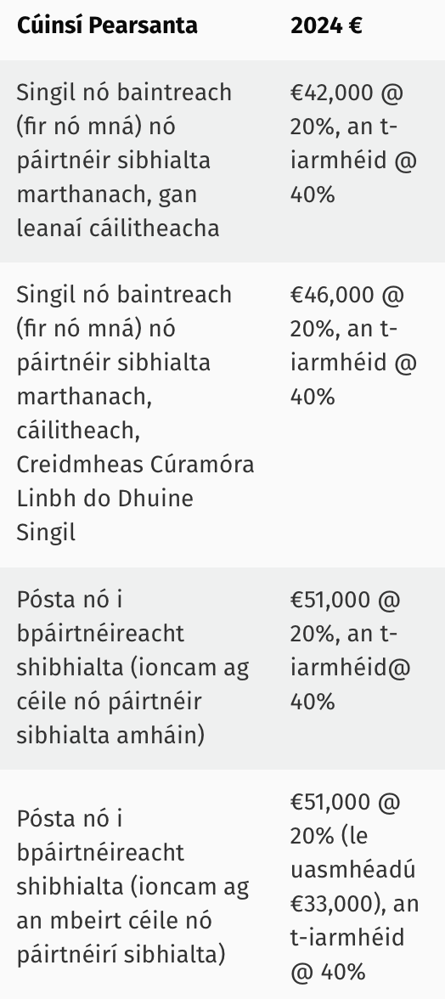 Cúinsí Pearsanta
2024 €
Singil nó baintreach
(fir nó mná) nó
páirtnéir sibhialta
marthanach, gan
leanaí cáilitheacha
€42,000 @
20%, an t-
iarmhéid @
40%
Singil nó baintreach
(fir nó mná) nó
páirtnéir sibhialta
marthanach,
cáilitheach,
Creidmheas Cúramóra
Linbh do Dhuine
Singil
€46,000 @
20%, an t-
iarmhéid @
40%
Pósta nó i
bpáirtnéireacht
shibhialta (ioncam ag
céile nó páirtnéir
sibhialta amháin)
€51,000 @
20%, an t-
iarmhéid@
40%
Pósta nó i
bpáirtnéireacht
shibhialta (ioncam ag
an mbeirt céile nó
páirtnéirí sibhialta)
€51,000 @
20% (le
uasmhéadú
€33,000), an
t-iarmhéid
@ 40%